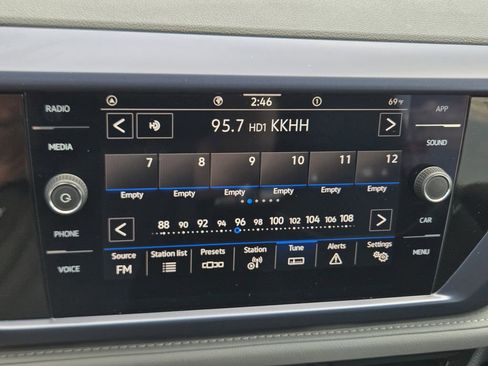 RADIO
MEDIA
PHONE
VOICE
2:46
69°F
95.7 HD1 KKHH
7 8 9 10 11 12
Empty Empty Empty Empty Empty Empty
88 90 92 94 96 98 100 102 104 106 108
Source Station list Presets Station Tune Alerts Settings
FM
APP
SOUND
CAR
MENU